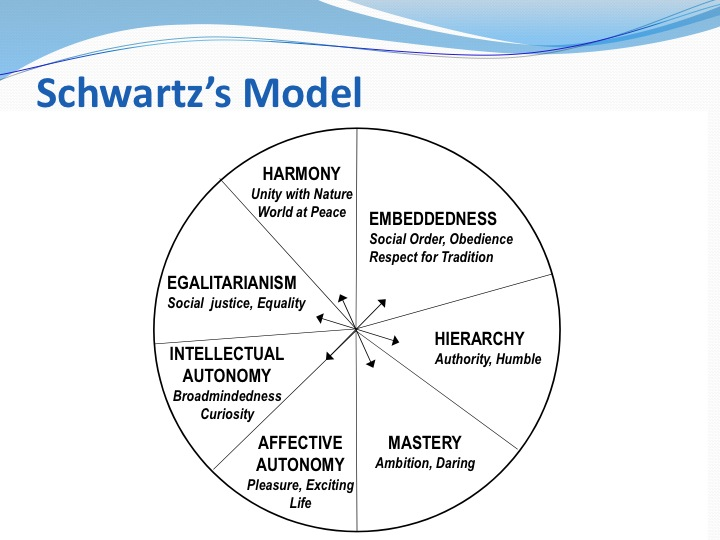 Schwartz’s Model
HARMONY
Unity with Nature
World at Peace
EMBEDDEDNESS
Social Order, Obedience
Respect for Tradition
EGALITARIANISM
Social justice, Equality
HIERARCHY
Authority, Humble
INTELLECTUAL
AUTONOMY
Broadmindedness
Curiosity
AFFECTIVE
AUTONOMY
Pleasure, Exciting
Life
MASTERY
Ambition, Daring